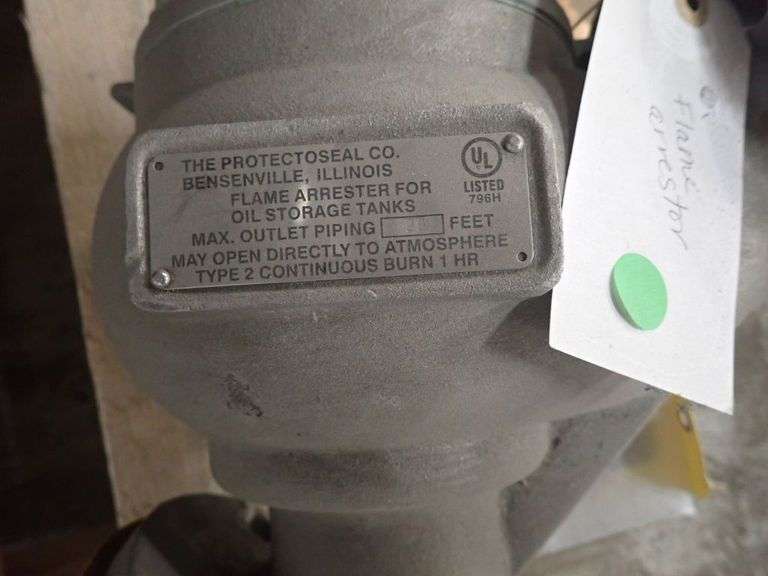 THE PROTECTOSEAL CO.
BENSENVILLE, ILLINOIS
FLAME ARRESTER FOR
OIL STORAGE TANKS
MAX. OUTLET PIPING FEET
MAY OPEN DIRECTLY TO ATMOSPHERE
TYPE 2 CONTINUOUS BURN 1 HR
UL
LISTED
796H
Flame
arrestor